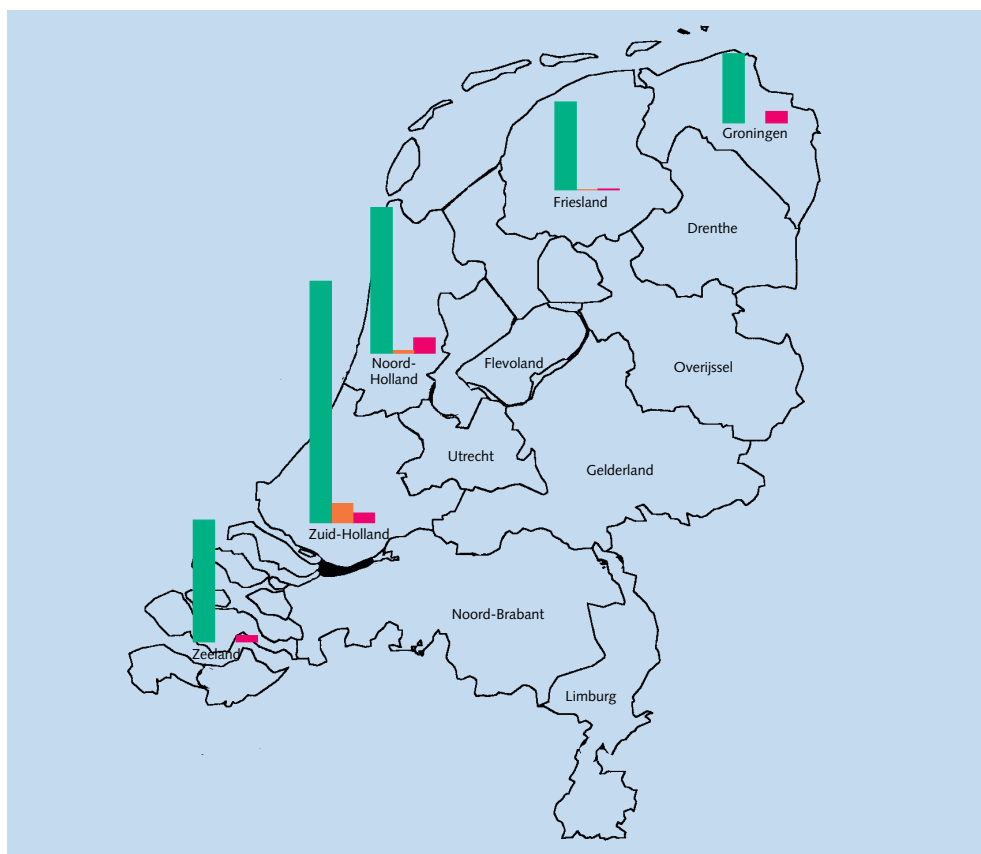 Groningen
Friesland
Drenthe
Noord-
Holland
Flevoland
Overijssel
Utrecht
Gelderland
Zuid-Holland
Noord-Brabant
Zeeland
Limburg